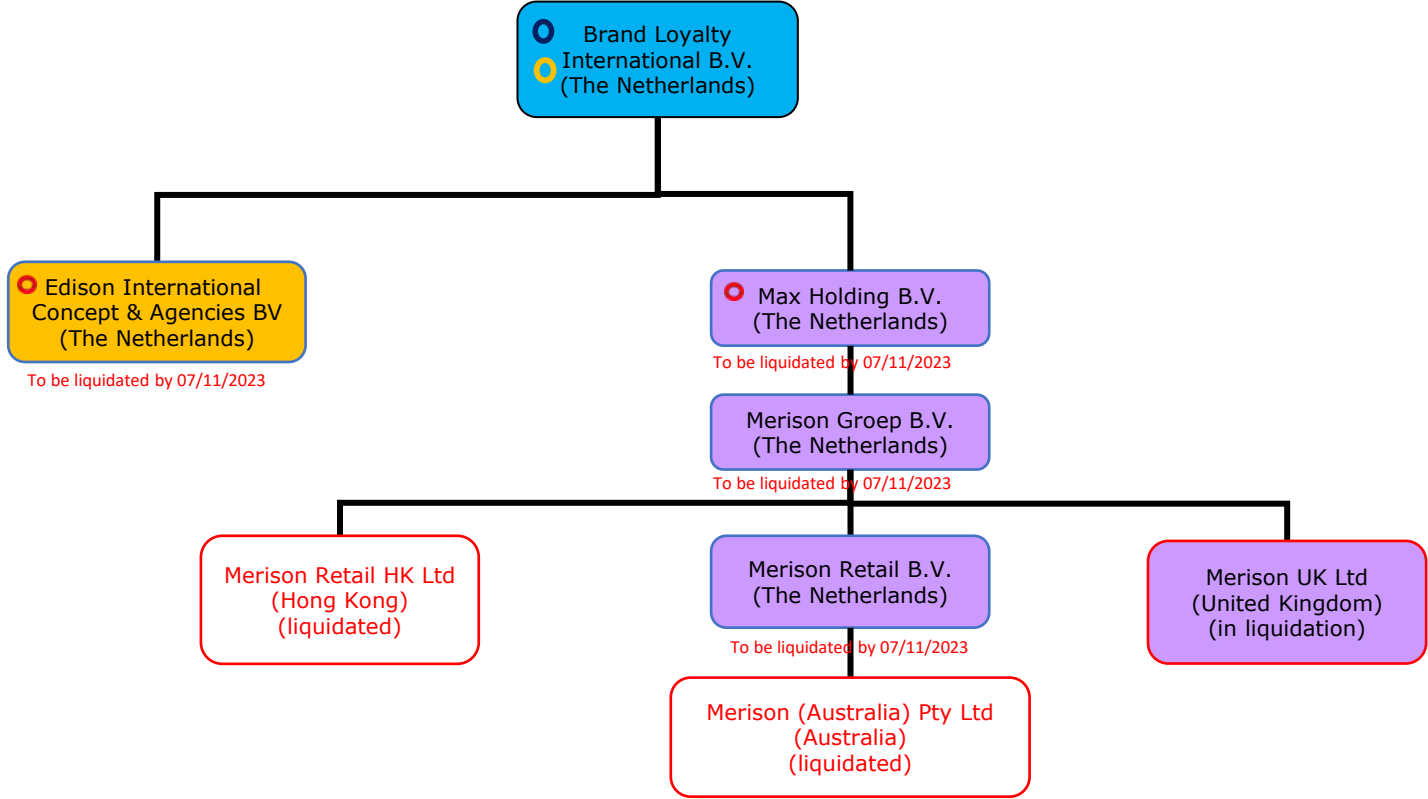 Brand Loyalty
International B.V.
(The Netherlands)
Edison International
Concept & Agencies BV
(The Netherlands)
To be liquidated by 07/11/2023
Max Holding B.V.
(The Netherlands)
To be liquidated by 07/11/2023
Merison Groep B.V.
(The Netherlands)
To be liquidated by 07/11/2023
Merison Retail HK Ltd
(Hong Kong)
(liquidated)
Merison Retail B.V.
(The Netherlands)
To be liquidated by 07/11/2023
Merison UK Ltd
(United Kingdom)
(in liquidation)
Merison (Australia) Pty Ltd
(Australia)
(liquidated)